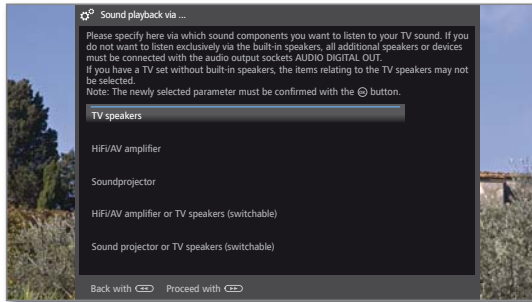 Sound playback via ...
Please specify here via which sound components you want to listen to your TV sound. If you
do not want to listen exclusively via the built-in speakers, all additional speakers or devices
must be connected with the audio output sockets AUDIO DIGITAL OUT.
If you have a TV set without built-in speakers, the items relating to the TV speakers may not
be selected.
Note: The newly selected parameter must be confirmed with the OK button.
TV speakers
HiFi/AV amplifier
Soundprojector
HiFi/AV amplifier or TV speakers (switchable)
Sound projector or TV speakers (switchable)
Back with Proceed with